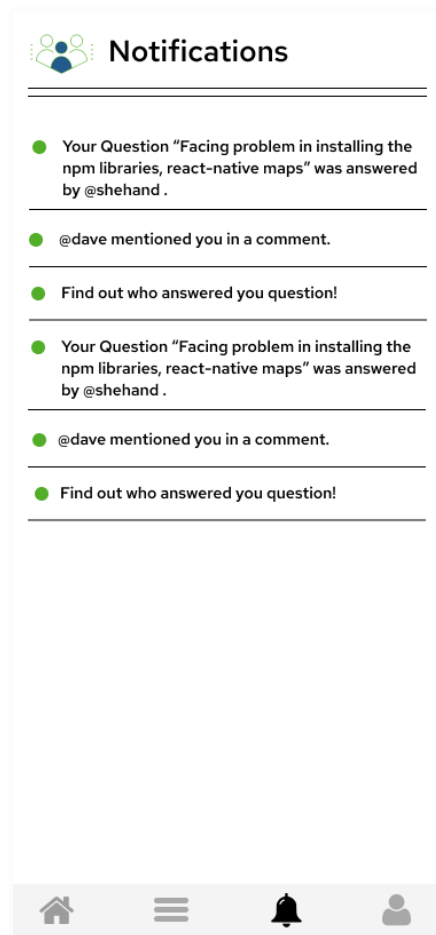 Notifications
Your Question “Facing problem in installing the
npm libraries, react-native maps” was answered
by @shehand .
@dave mentioned you in a comment.
Find out who answered you question!
Your Question “Facing problem in installing the
npm libraries, react-native maps” was answered
by @shehand .
@dave mentioned you in a comment.
Find out who answered you question!